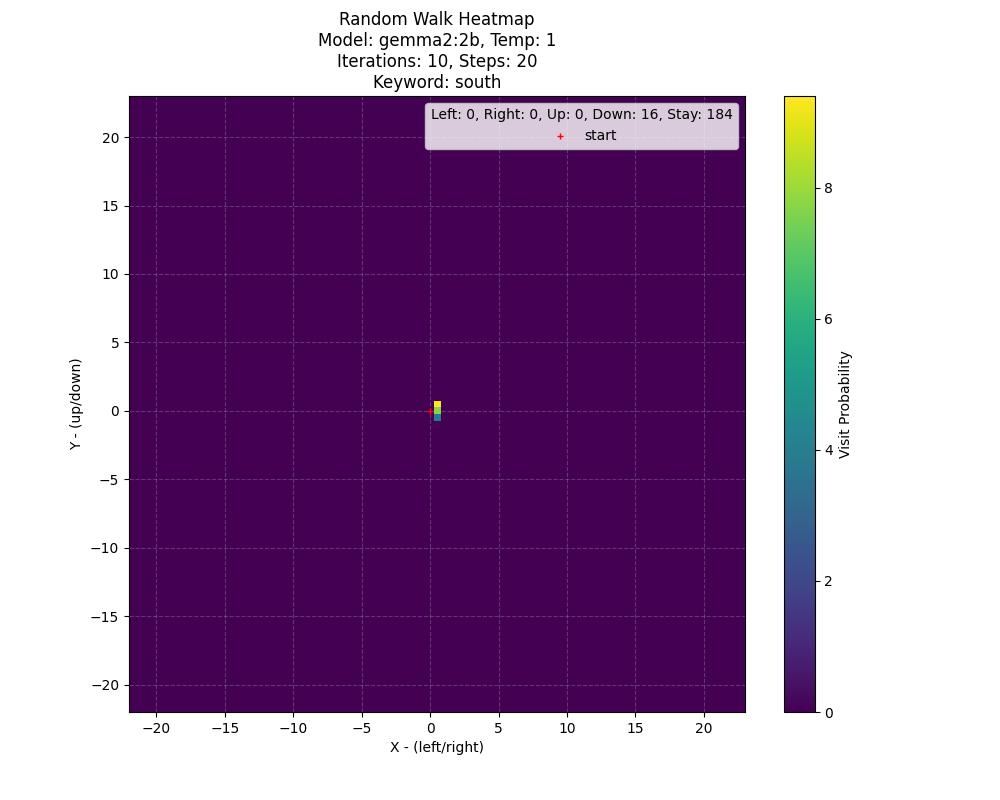 Random Walk Heatmap
Model: gemma2:2b, Temp: 1
Iterations: 10, Steps: 20
Keyword: south
Left: 0, Right: 0, Up: 0, Down: 16, Stay: 184
start
Y - (up/down)
20
15
10
5
0
−5
−10
−15
−20
−20 −15 −10 −5 0 5 10 15 20
X - (left/right)
8
6
4
2
0
Visit Probability